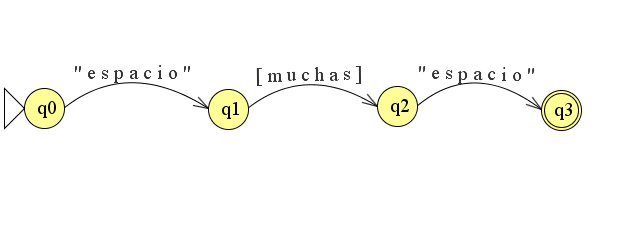 "espacio" [muchas] "espacio"
q0 q1 q2 q3